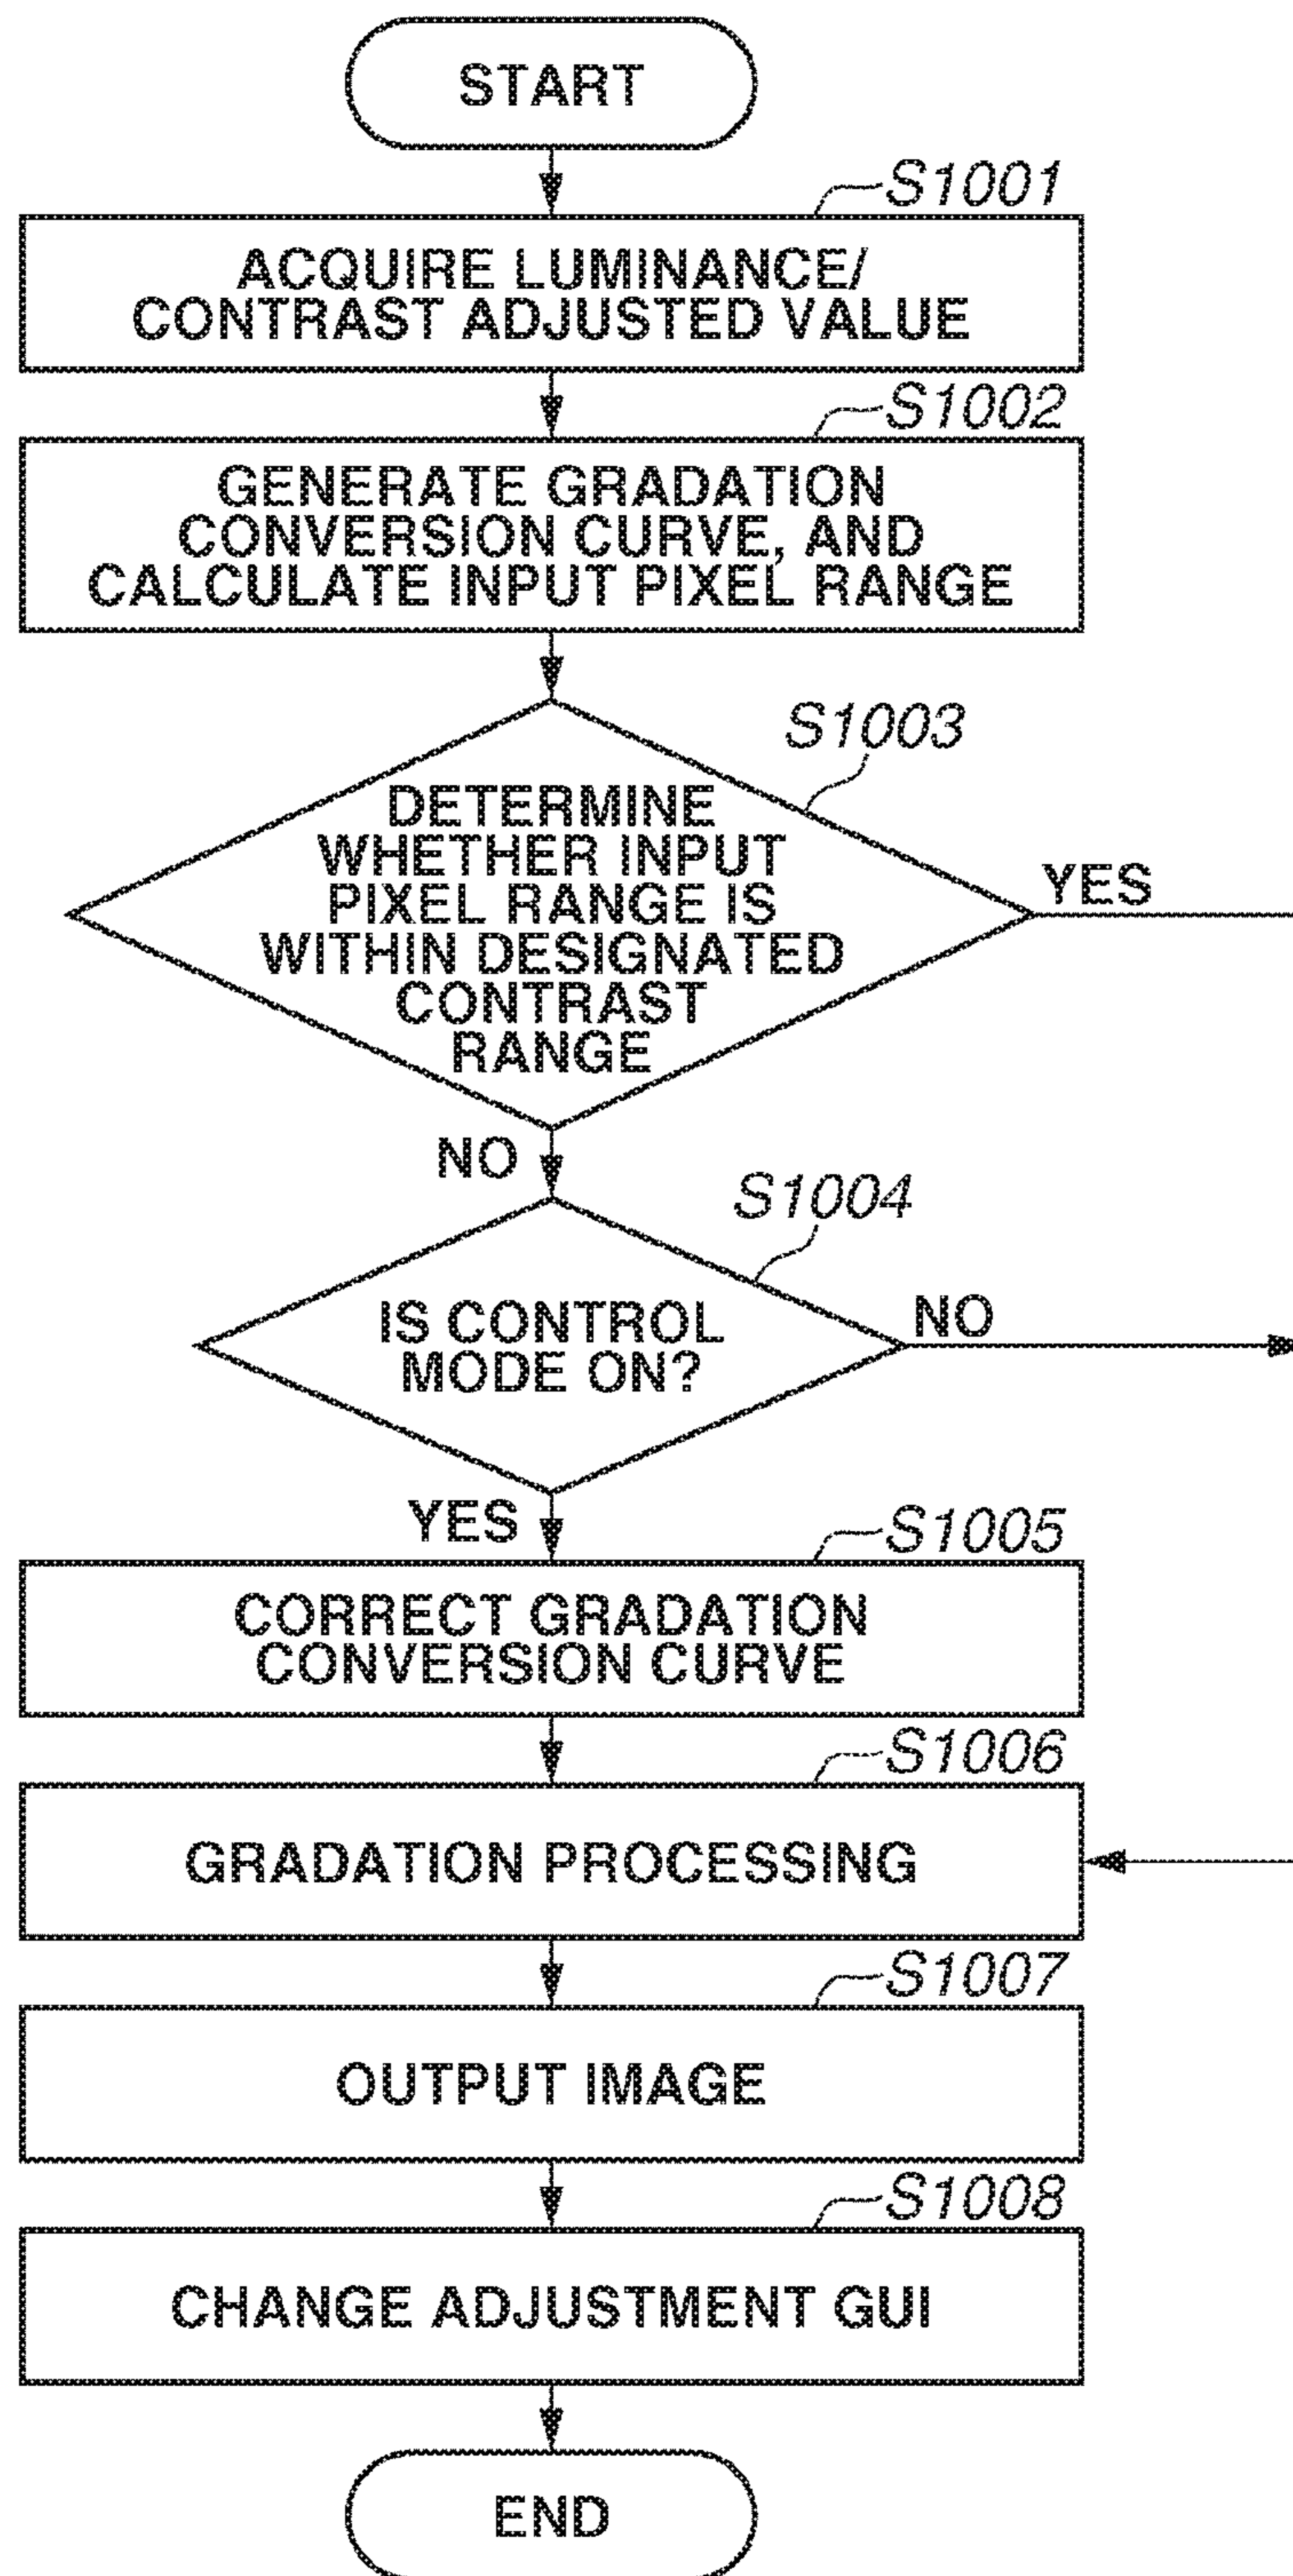 START
S1001
ACQUIRE LUMINANCE/
CONTRAST ADJUSTED VALUE
S1002
GENERATE GRADATION
CONVERSION CURVE, AND
CALCULATE INPUT PIXEL RANGE
S1003
DETERMINE
WHETHER INPUT
PIXEL RANGE IS
WITHIN DESIGNATED
CONTRAST
RANGE
YES
NO
S1004
IS CONTROL
MODE ON?
NO
YES
S1005
CORRECT GRADATION
CONVERSION CURVE
S1006
GRADATION PROCESSING
S1007
OUTPUT IMAGE
S1008
CHANGE ADJUSTMENT GUI
END